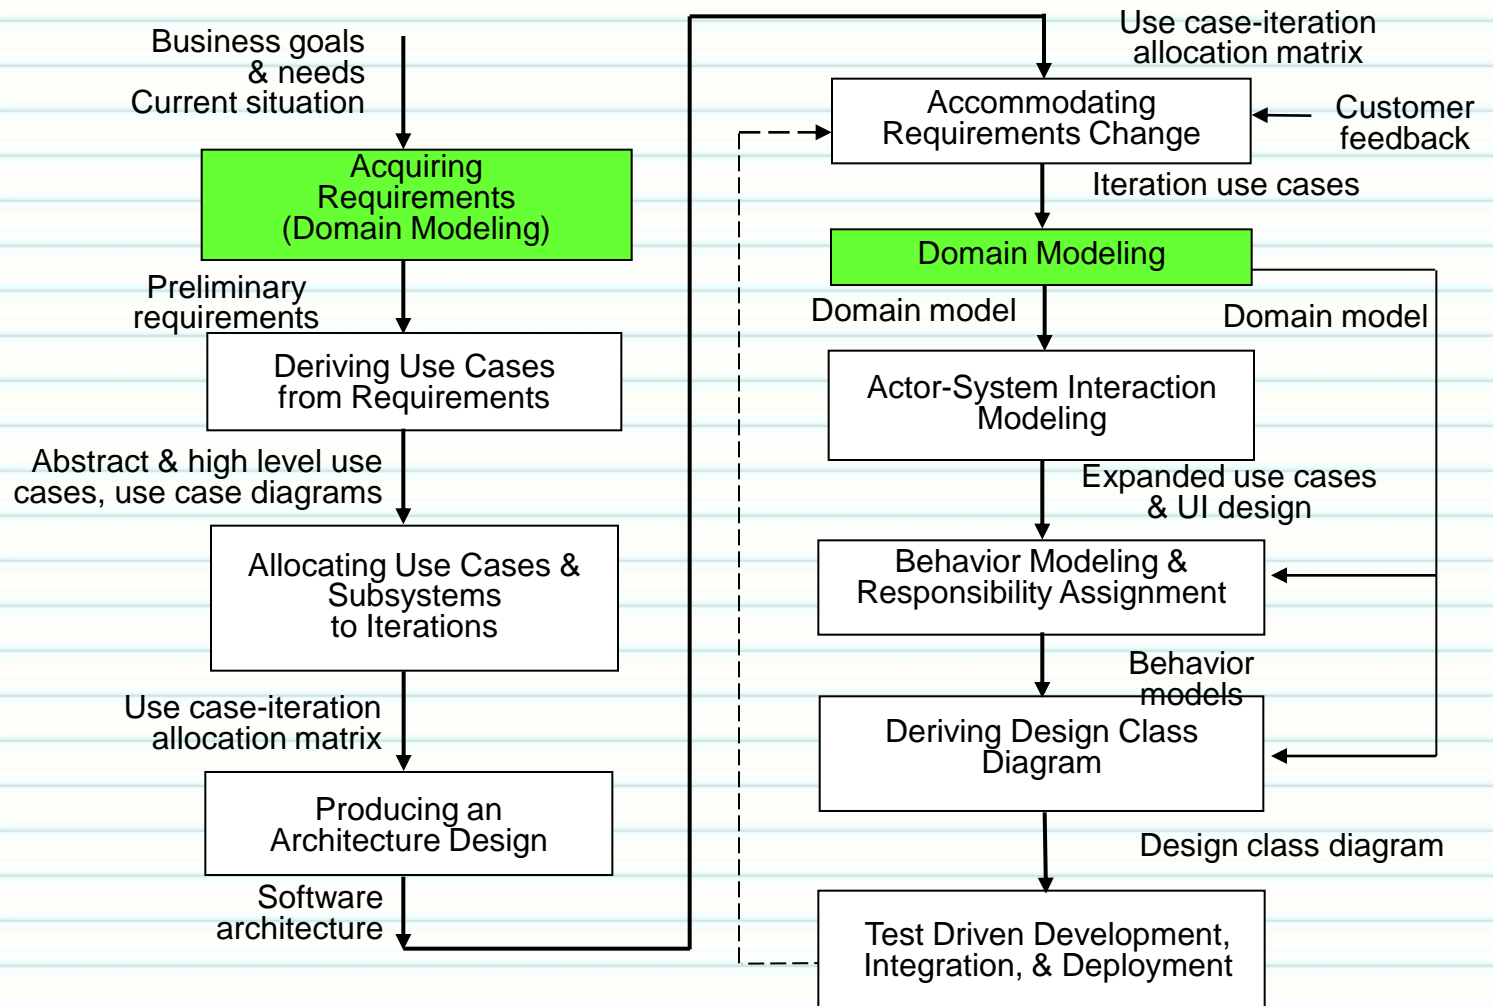 Business goals
& needs
Current situation
Acquiring
Requirements
(Domain Modeling)
Preliminary
requirements
Deriving Use Cases
from Requirements
Abstract & high level use
cases, use case diagrams
Allocating Use Cases &
Subsystems
to Iterations
Use case-iteration
allocation matrix
Producing an
Architecture Design
Software
architecture
Use case-iteration
allocation matrix
Accommodating
Requirements Change
Customer
feedback
Iteration use cases
Domain Modeling
Domain model
Domain model
Actor-System Interaction
Modeling
Expanded use cases
& UI design
Behavior Modeling &
Responsibility Assignment
Behavior
models
Deriving Design Class
Diagram
Design class diagram
Test Driven Development,
Integration, & Deployment